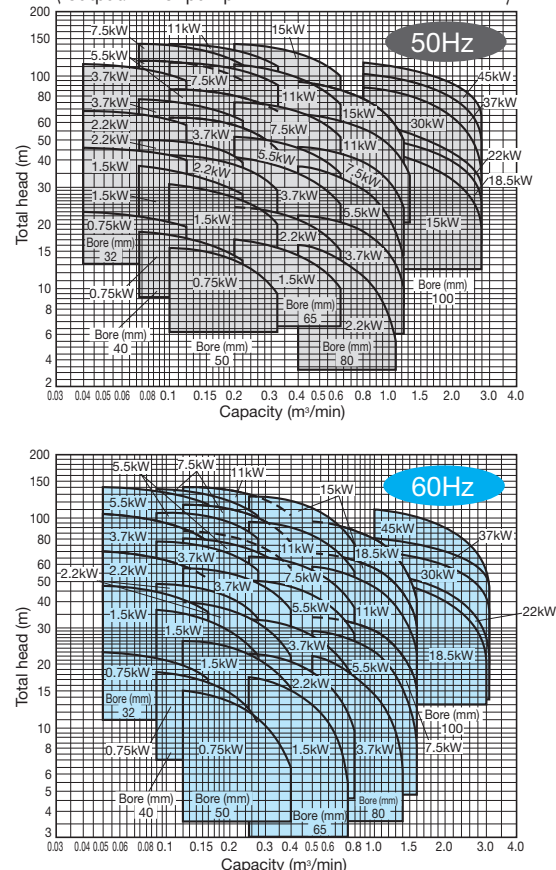 50Hz
Total head (m)
200
150
100
80
60
50
40
30
20
15
10
8
6
4
2
7.5kW
11kW
15kW
5.5kW
3.7kW
7.5kW
11kW
15kW
30kW
45kW
37kW
3.7kW
2.2kW
3.7kW
7.5kW
11kW
2.2kW
1.5kW
2.2kW
5.5kW
7.5kW
22kW
18.5kW
1.5kW
3.7kW
5.5kW
0.75kW
1.5kW
2.2kW
3.7kW
15kW
Bore (mm)
32
0.75kW
0.75kW
1.5kW
2.2kW
Bore (mm)
40
Bore (mm)
50
Bore (mm)
65
Bore (mm)
80
Bore (mm)
100
0.03 0.04 0.05 0.06 0.08 0.1 0.15 0.2 0.3 0.4 0.5 0.6 0.8 1.0 1.5 2.0 3.0 4.0
Capacity (m³/min)
60Hz
Total head (m)
200
150
100
80
60
50
40
30
20
15
10
8
6
5
4
3
5.5kW
7.5kW
11kW
15kW
5.5kW
45kW
37kW
3.7kW
3.7kW
11kW
18.5kW
2.2kW
2.2kW
3.7kW
7.5kW
30kW
1.5kW
1.5kW
5.5kW
11kW
22kW
3.7kW
0.75kW
1.5kW
2.2kW
5.5kW
18.5kW
Bore (mm)
32
0.75kW
0.75kW
1.5kW
3.7kW
7.5kW
Bore (mm)
40
Bore (mm)
50
Bore (mm)
65
Bore (mm)
80
Bore (mm)
100
0.03 0.04 0.05 0.06 0.08 0.1 0.15 0.2 0.3 0.4 0.5 0.6 0.8 1.0 1.5 2.0 3.0 4.0
Capacity (m³/min)